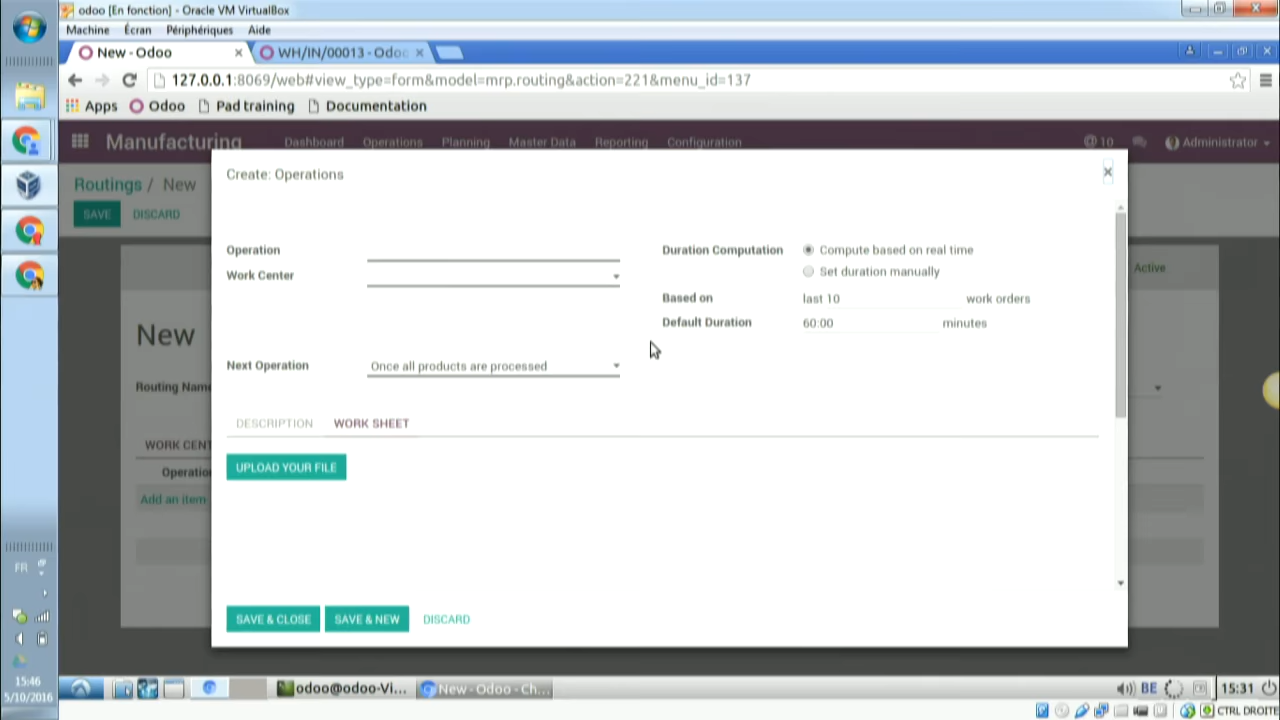 odoo [En fonction] - Oracle VM VirtualBox
Machine Écran Périphériques Aide
New - Odoo
WH/IN/00013 - Odoo
127.0.0.1:8069/web#view_type=form&model=mrp.routing&action=221&menu_id=137
Apps Odoo Pad training Documentation
Manufacturing Dashboard Operations Planning Master Data Reporting Configuration @10 Administrator
Routings / New
SAVE DISCARD
Create: Operations
Operation
Work Center
Duration Computation
Compute based on real time
Set duration manually
Based on last 10 work orders
Default Duration 60:00 minutes
Next Operation Once all products are processed
Active
New
Routing Name
DESCRIPTION WORK SHEET
WORK CENT
Operatio
Add an item
UPLOAD YOUR FILE
SAVE & CLOSE SAVE & NEW DISCARD
FR
15:46
5/10/2016
odoo@odoo-Vi...
New - Odoo - Ch...
BE
15:31
CTRL DROITE